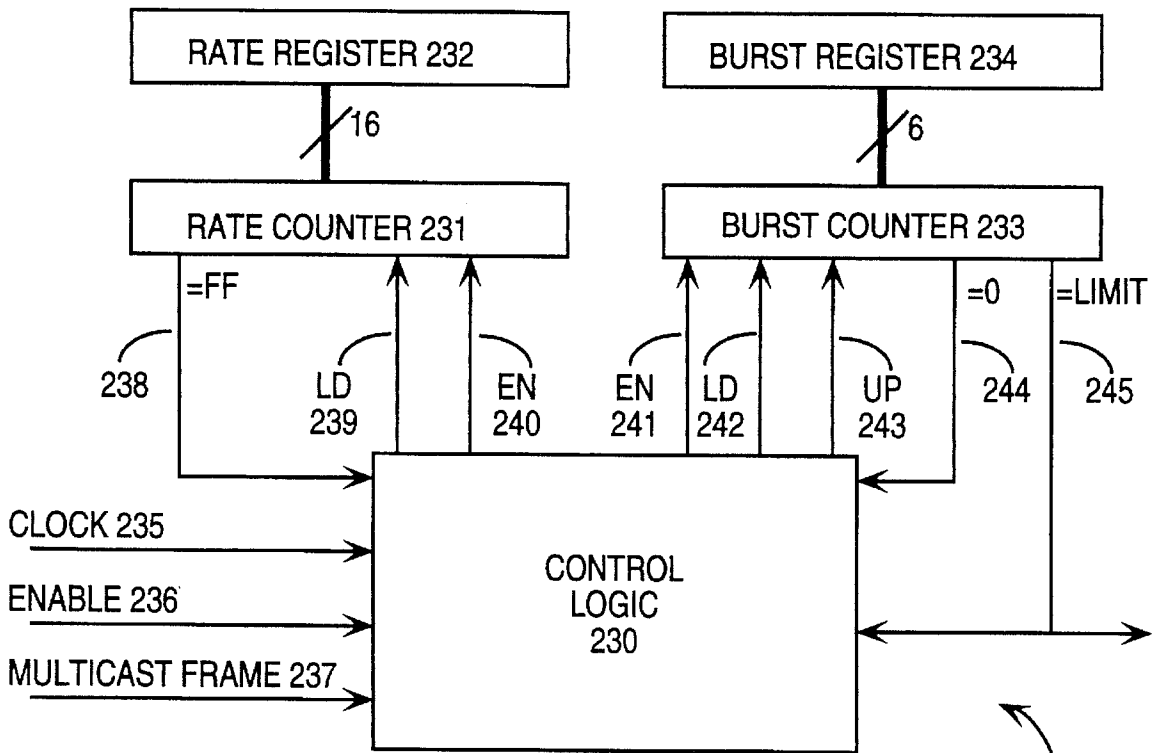 RATE REGISTER 232
BURST REGISTER 234
16
6
RATE COUNTER 231
BURST COUNTER 233
=FF
=0
=LIMIT
238
LD
239
EN
240
EN
241
LD
242
UP
243
244
245
CLOCK 235
ENABLE 236
MULTICAST FRAME 237
CONTROL
LOGIC
230